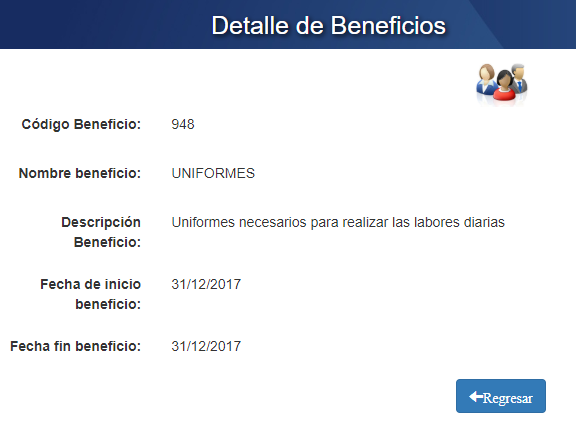 Detalle de Beneficios
Código Beneficio: 948
Nombre beneficio: UNIFORMES
Descripción Uniformes necesarios para realizar las labores diarias
Beneficio:
Fecha de inicio 31/12/2017
beneficio:
Fecha fin beneficio: 31/12/2017
Regresar